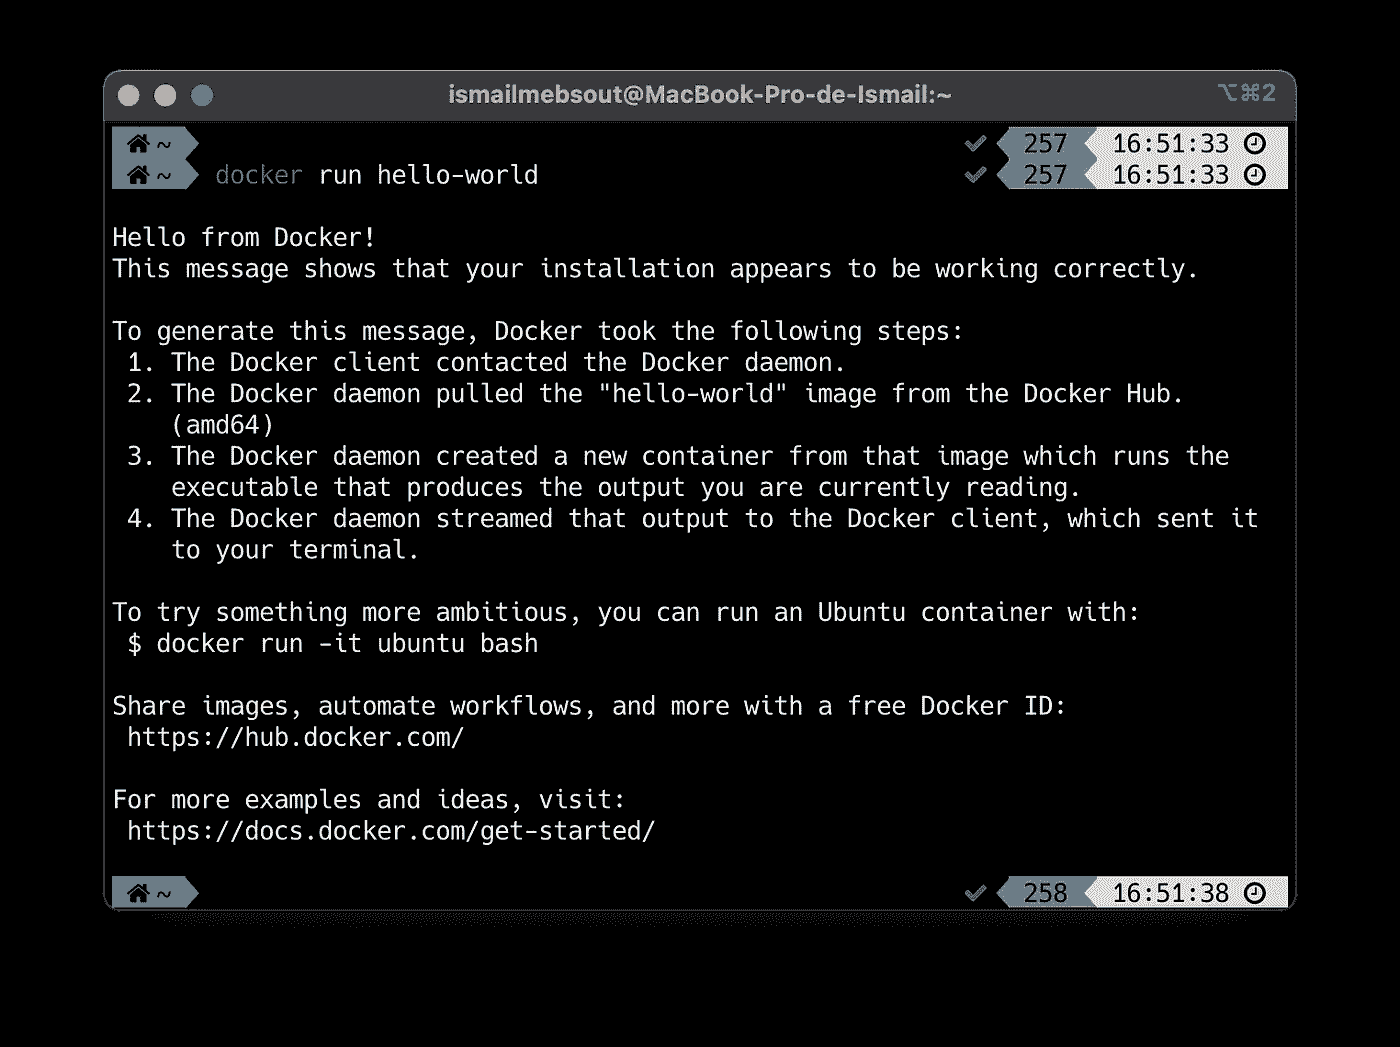 ismailmebsout@MacBook-Pro-de-Ismail:~ ⌥⌘2
~ ✓ 257 16:51:33
~ docker run hello-world ✓ 257 16:51:33
Hello from Docker!
This message shows that your installation appears to be working correctly.
To generate this message, Docker took the following steps:
1. The Docker client contacted the Docker daemon.
2. The Docker daemon pulled the "hello-world" image from the Docker Hub.
(amd64)
3. The Docker daemon created a new container from that image which runs the
executable that produces the output you are currently reading.
4. The Docker daemon streamed that output to the Docker client, which sent it
to your terminal.
To try something more ambitious, you can run an Ubuntu container with:
$ docker run -it ubuntu bash
Share images, automate workflows, and more with a free Docker ID:
https://hub.docker.com/
For more examples and ideas, visit:
https://docs.docker.com/get-started/
~ ✓ 258 16:51:38